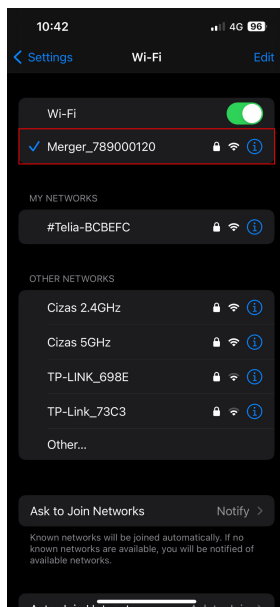 10:42
4G 96
Settings
Wi-Fi
Edit
Wi-Fi
Merger_789000120
MY NETWORKS
#Telia-BCBEFC
OTHER NETWORKS
Cizas 2.4GHz
Cizas 5GHz
TP-LINK_698E
TP-Link_73C3
Other...
Ask to Join Networks
Notify
Known networks will be joined automatically. If no
known networks are available, you will be notified of
available networks.